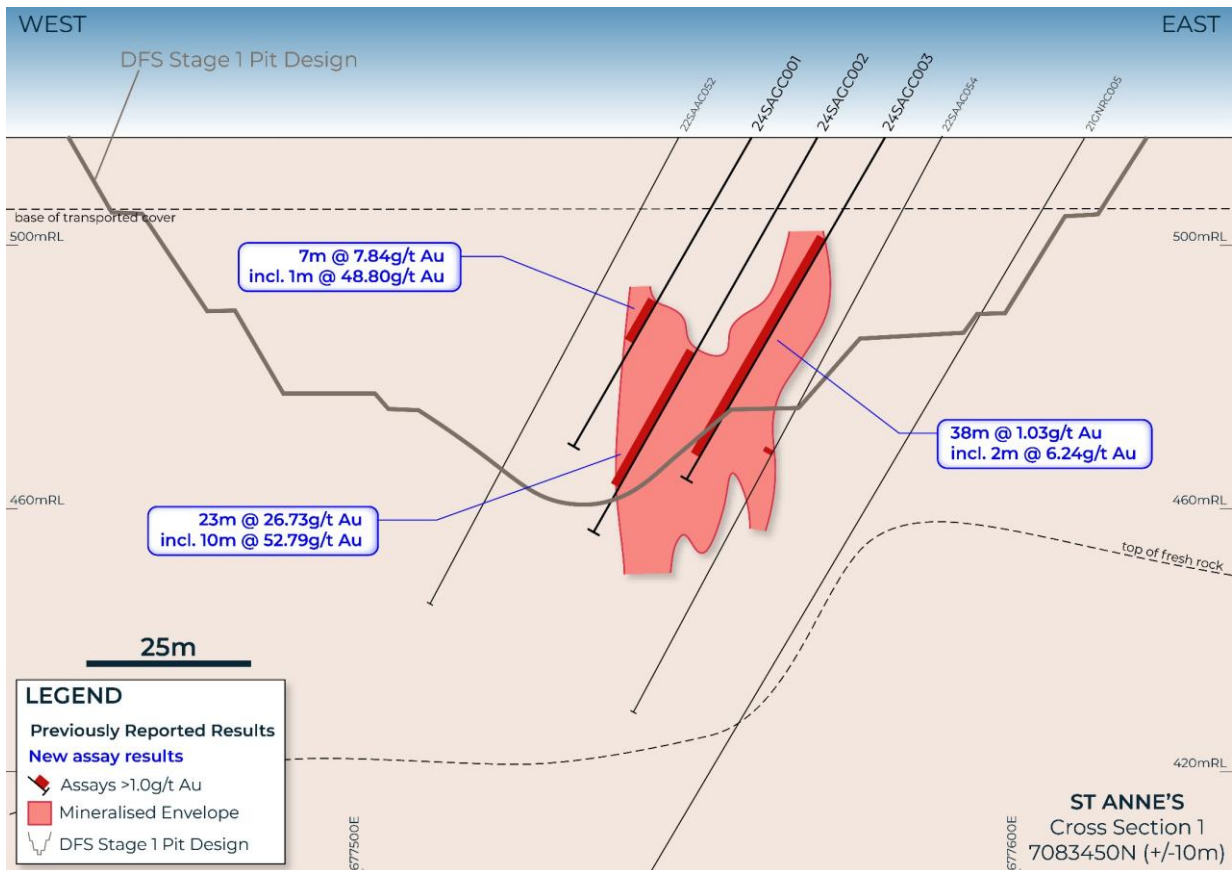 WEST
EAST
DFS Stage 1 Pit Design
22SAAC052
24SAGC001
24SAGC002
24SAGC003
22SAAC054
21GNRC005
base of transported cover
500mRL
500mRL
7m @ 7.84g/t Au
incl. 1m @ 48.80g/t Au
38m @ 1.03g/t Au
incl. 2m @ 6.24g/t Au
460mRL
460mRL
23m @ 26.73g/t Au
incl. 10m @ 52.79g/t Au
top of fresh rock
25m
LEGEND
Previously Reported Results
New assay results
Assays >1.0g/t Au
Mineralised Envelope
DFS Stage 1 Pit Design
420mRL
677500E
677600E
ST ANNE'S
Cross Section 1
7083450N (+/-10m)